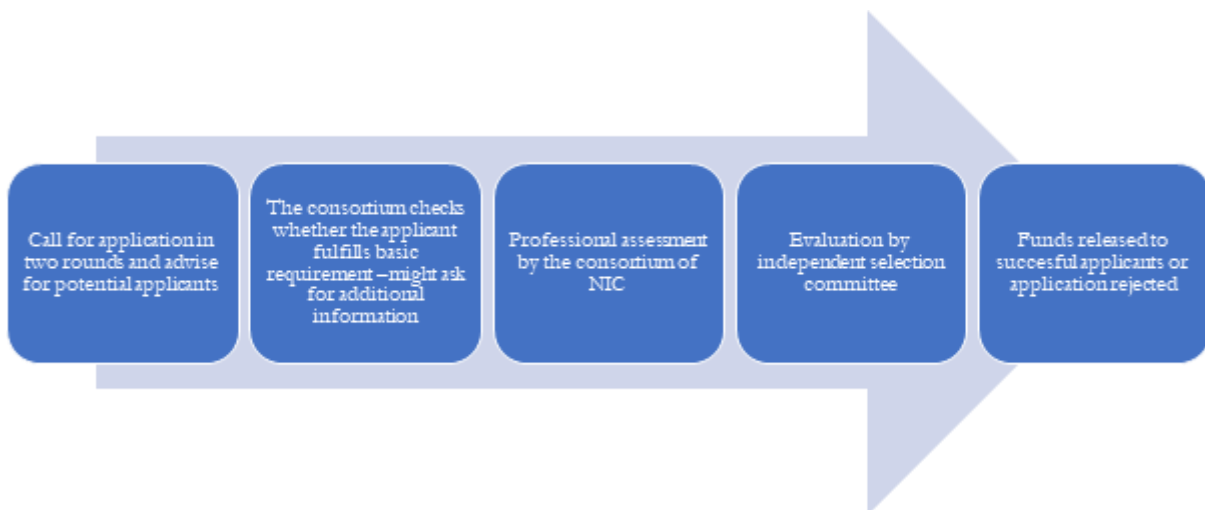 Call for application in
two rounds and advise
for potential applicants
The consortium checks
whether the applicant
fulfills basic
requirement –might ask
for additional
information
Professional assessment
by the consortium of
NIC
Evaluation by
independent selection
committee
Funds released to
succesful applicants or
application rejected